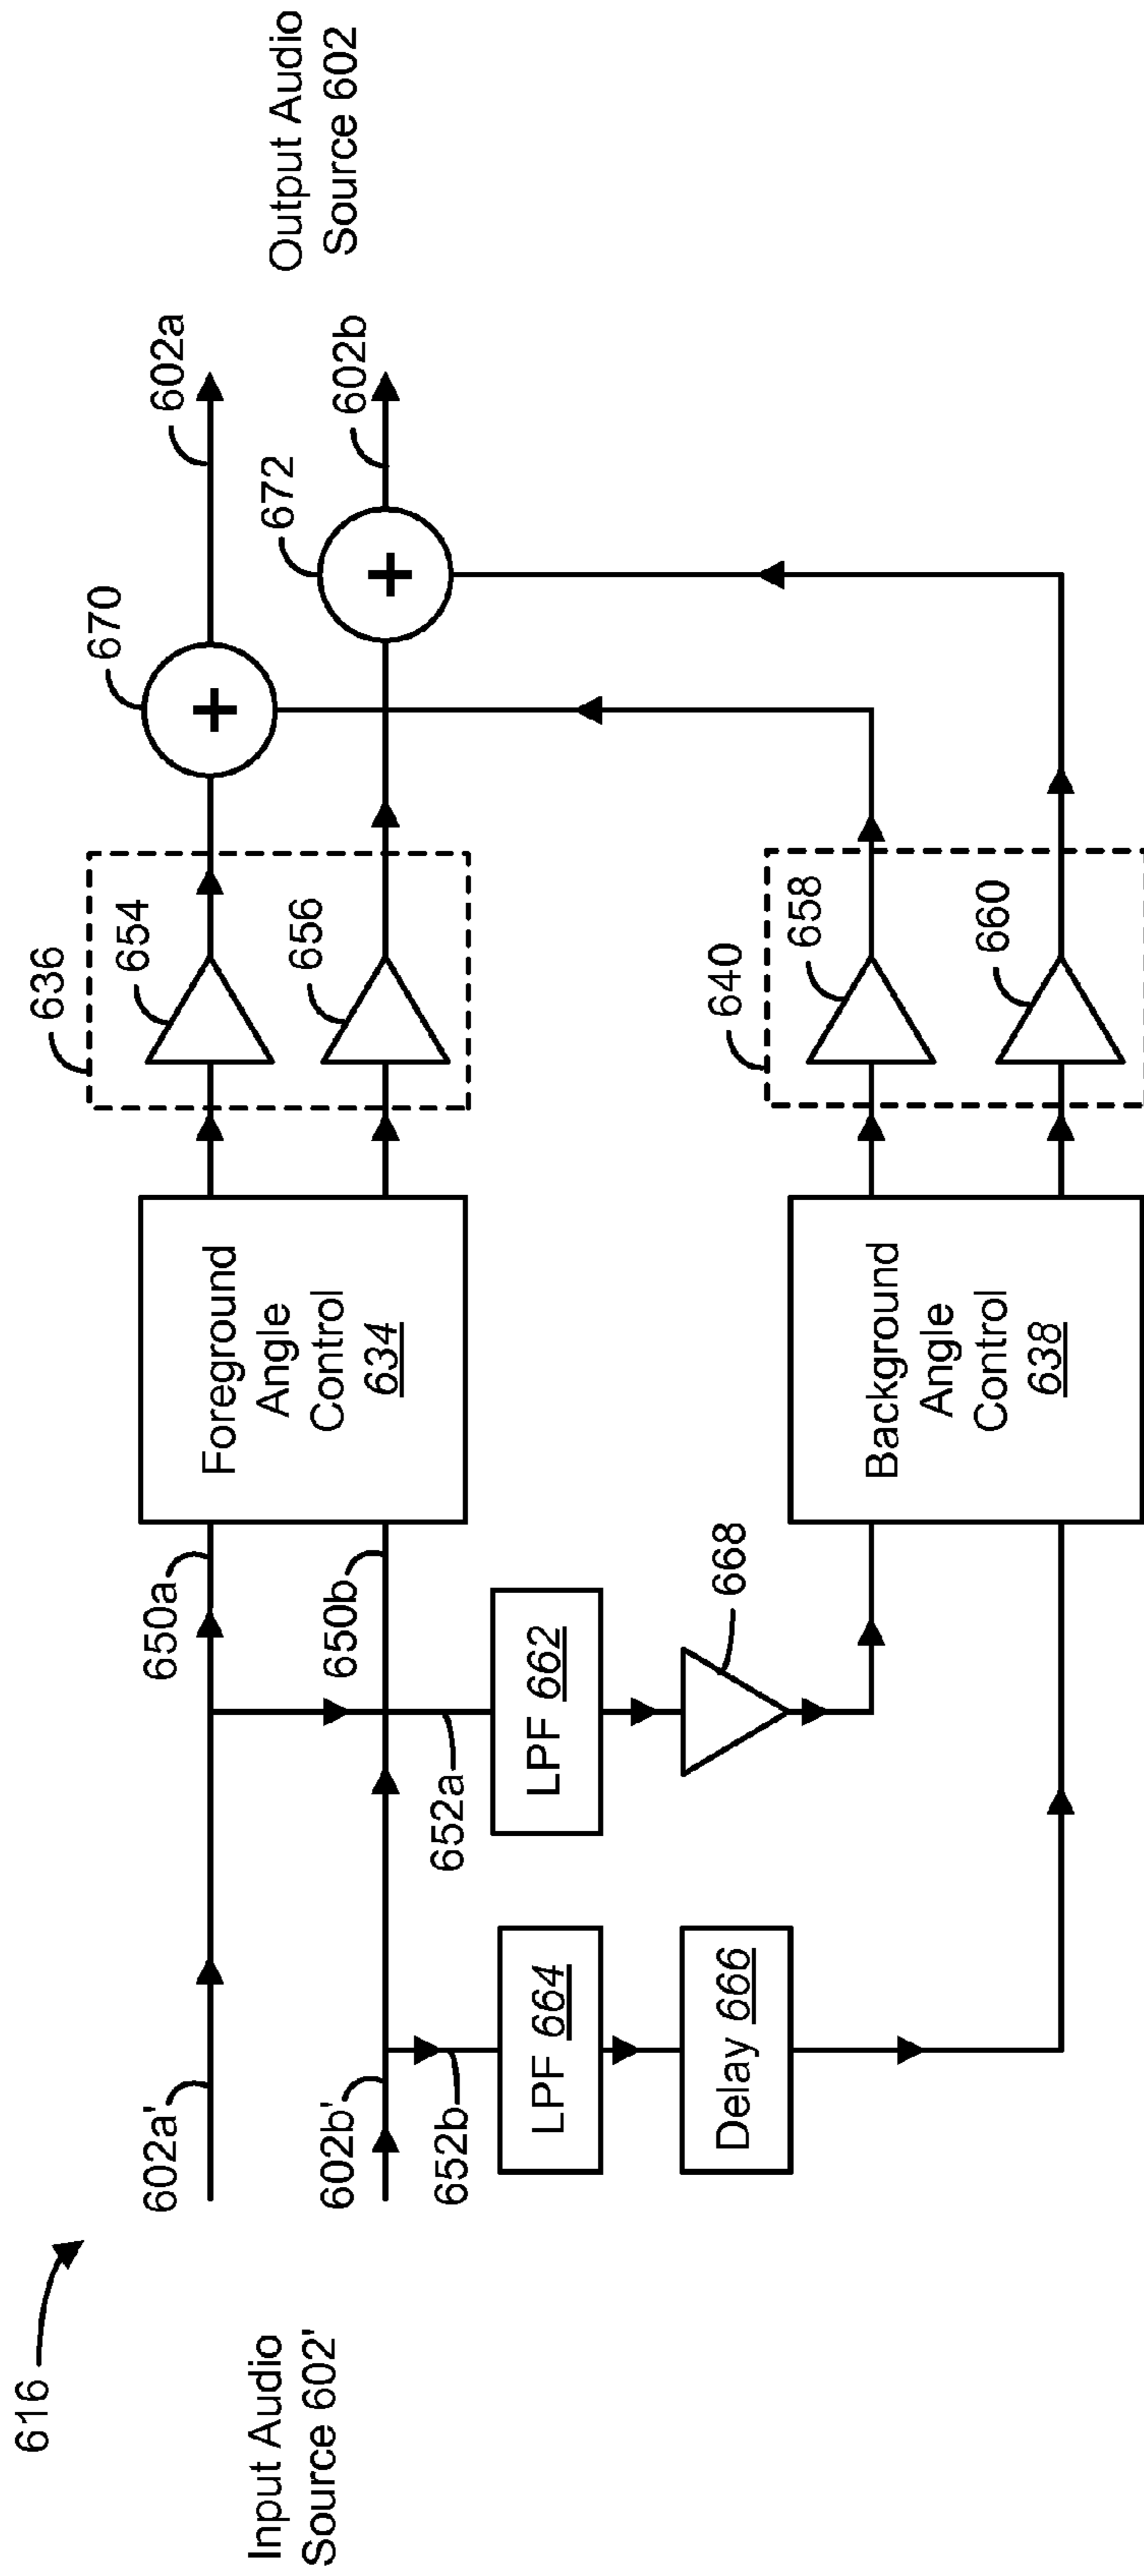 616
Input Audio
Source 602'
602a'
602b'
652b
LPF 664
Delay 666
650a
650b
652a
LPF 662
668
Foreground
Angle
Control
634
Background
Angle
Control
638
636
654
656
640
658
660
670
672
602a
602b
Output Audio
Source 602